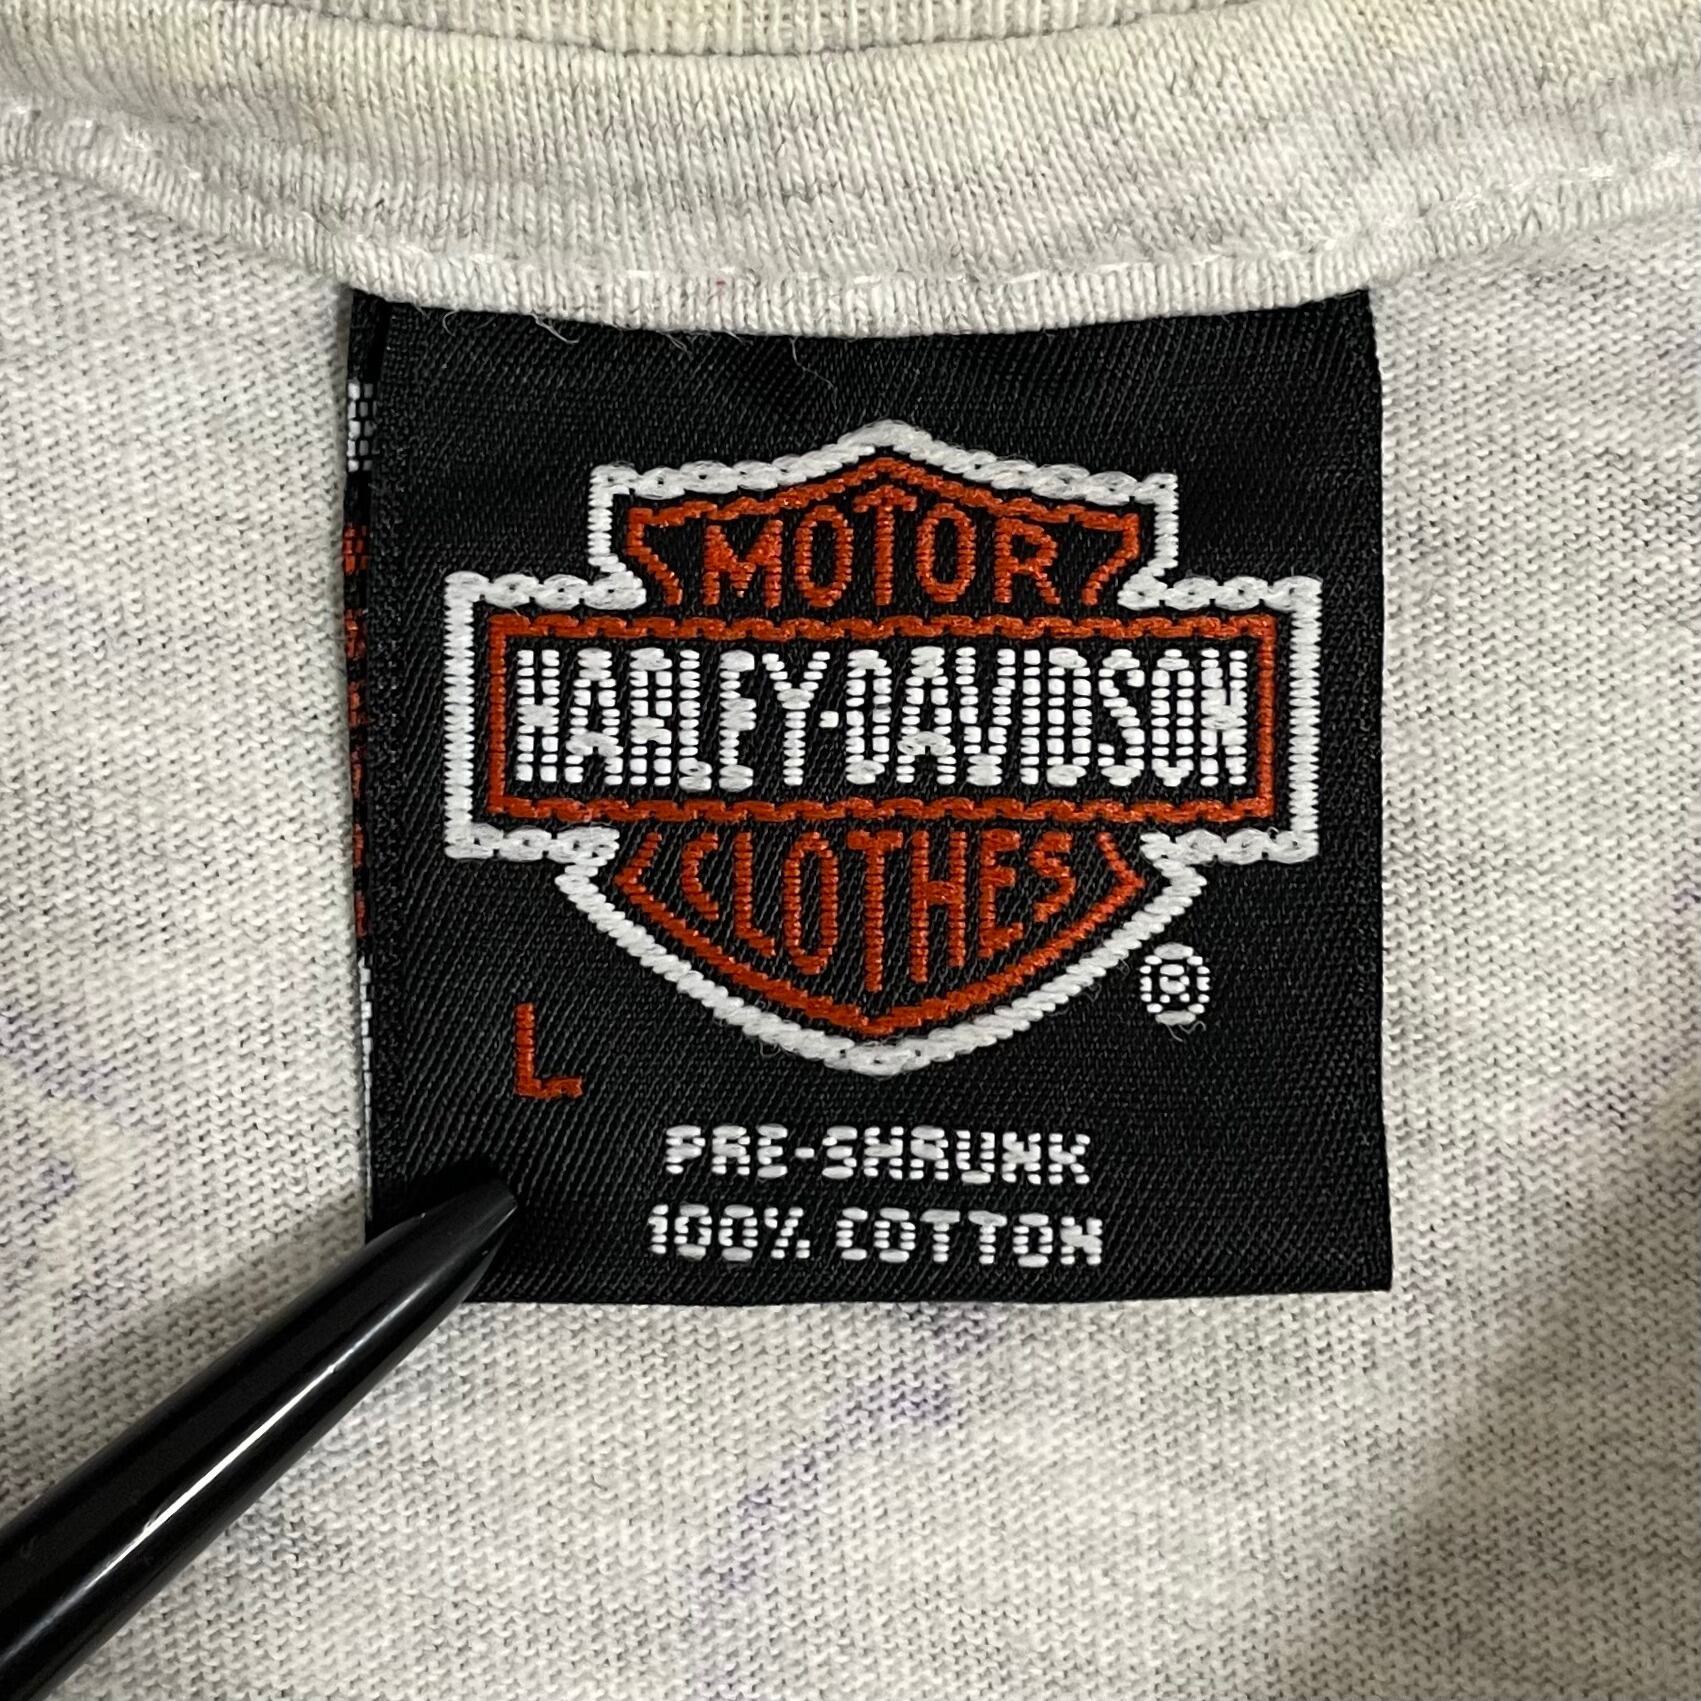 MOTOR
HARLEY-DAVIDSON
CLOTHES
®
L
PRE-SHRUNK
100% COTTON